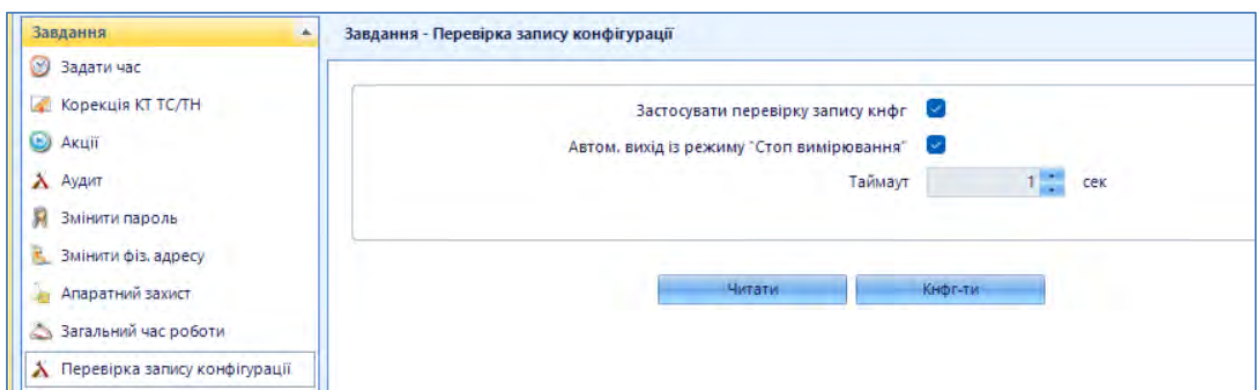 Завдання
Задати час
Корекція КТ ТС/ТН
Акції
Аудит
Змінити пароль
Змінити фіз. адресу
Апаратний захист
Загальний час роботи
Перевірка запису конфігурації
Завдання - Перевірка запису конфігурації
Застосувати перевірку запису кнфг
Автом. вихід із режиму "Стоп вимірювання"
Таймаут 1 сек
Читати Кнфг-ти